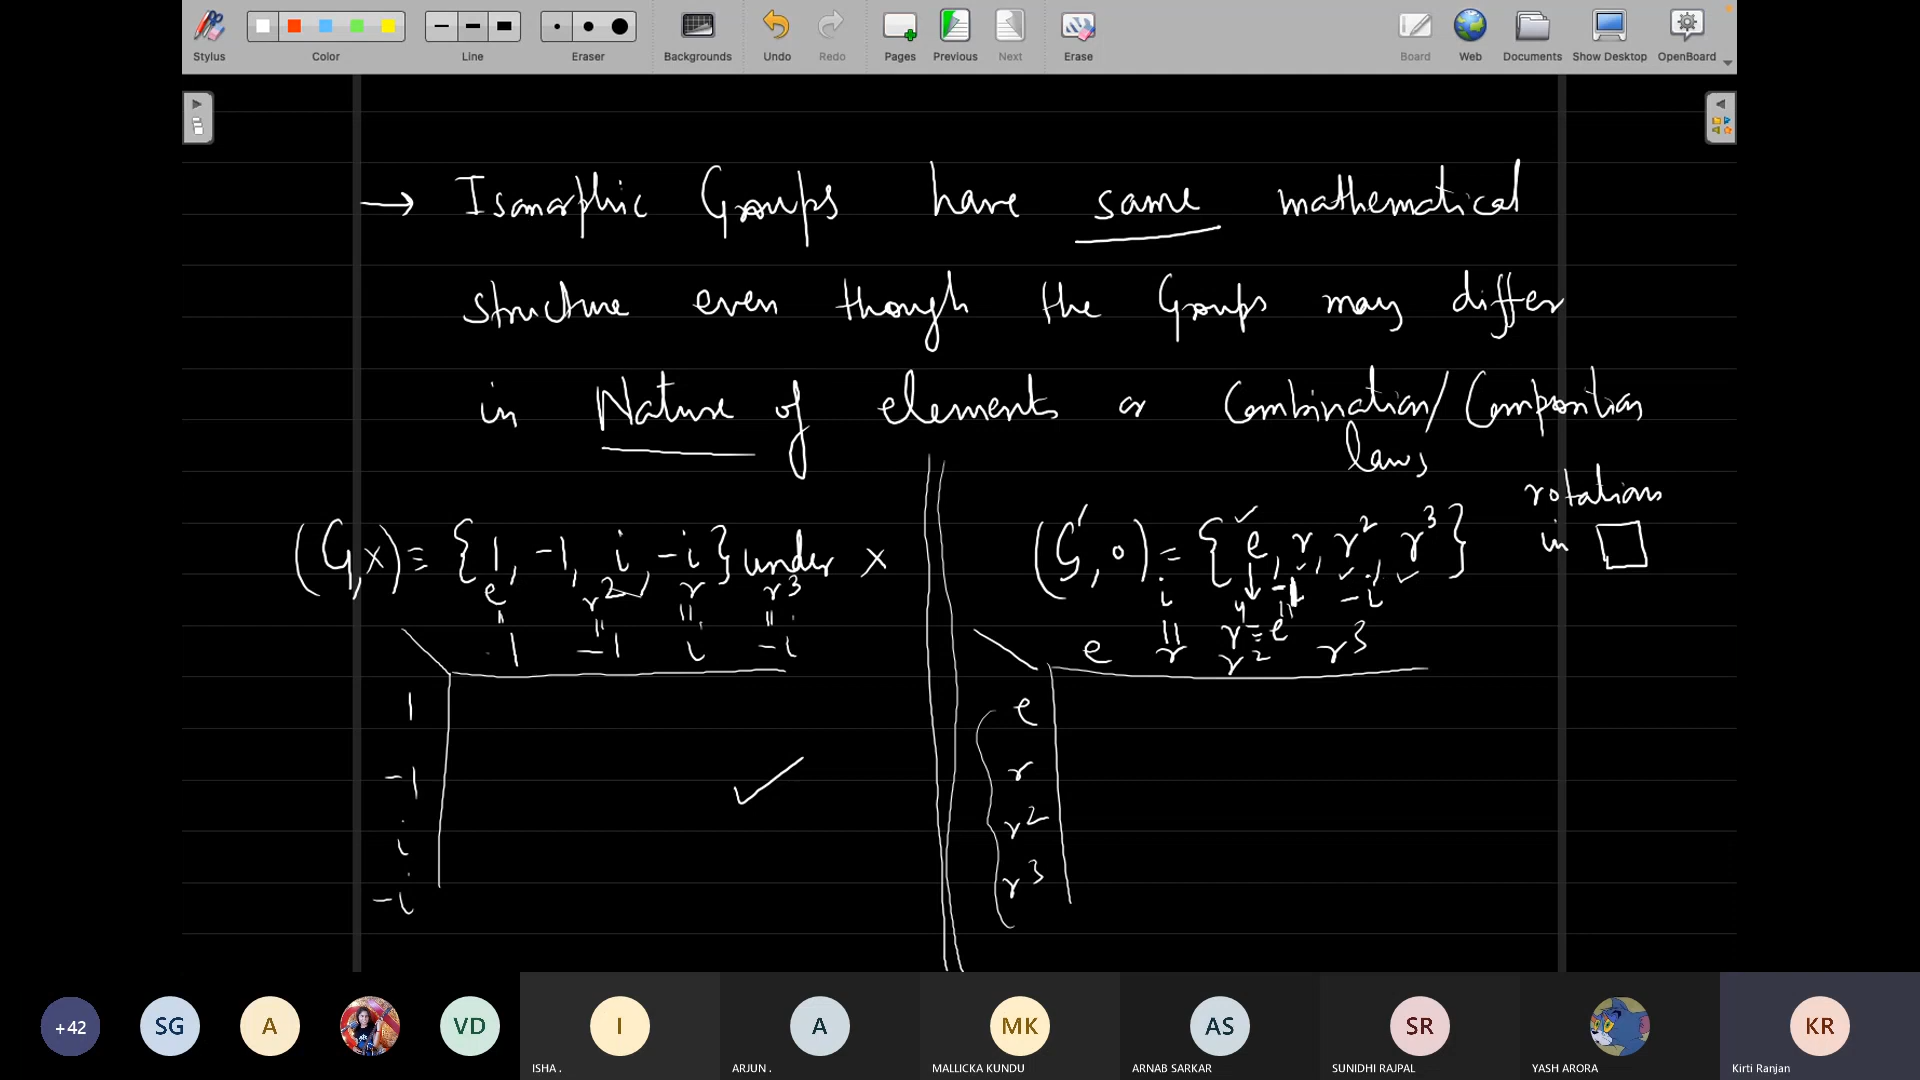 Stylus Color Line Eraser Backgrounds Undo Redo Pages Previous Next Erase Board Web Documents Show Desktop OpenBoard
→ Isomorphic Groups have same mathematical
structure even though the Groups may differ
in Nature of elements or Combination/Composition
laws
rotations
in □
(G,×) ≡ {1, -1, i, -i} under ×
e r² r r³
|| || || ||
1 -1 i -i
1
-1
i
-i
✓
(G′, o) = {e, r, r², r³}
i -1 -i
r⁴=e
e r r² r³
e
r
r²
r³
+42 SG A VD I A MK AS SR KR
ISHA . ARJUN . MALLICKA KUNDU ARNAB SARKAR SUNIDHI RAJPAL YASH ARORA Kirti Ranjan